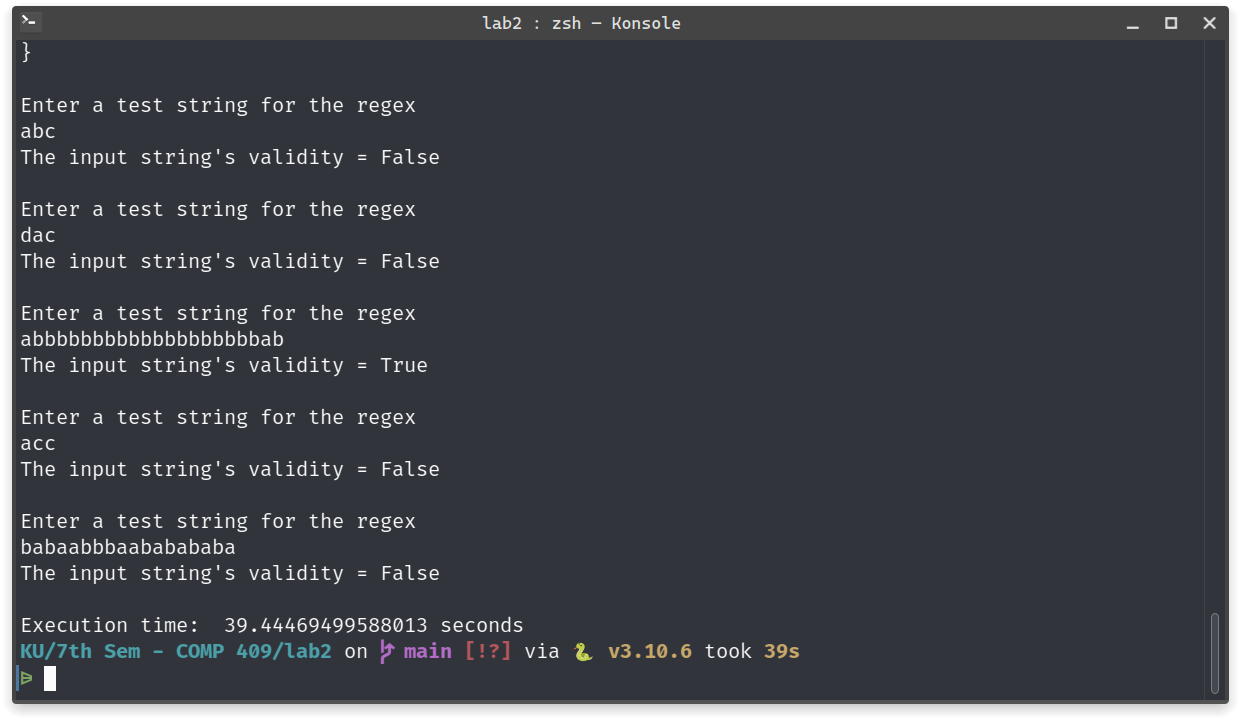 lab2 : zsh — Konsole
}
Enter a test string for the regex
abc
The input string's validity = False
Enter a test string for the regex
dac
The input string's validity = False
Enter a test string for the regex
abbbbbbbbbbbbbbbbbbbab
The input string's validity = True
Enter a test string for the regex
acc
The input string's validity = False
Enter a test string for the regex
babaabbbaababababa
The input string's validity = False
Execution time:  39.44469499588013 seconds
KU/7th Sem - COMP 409/lab2 on main [!?] via 🐍 v3.10.6 took 39s